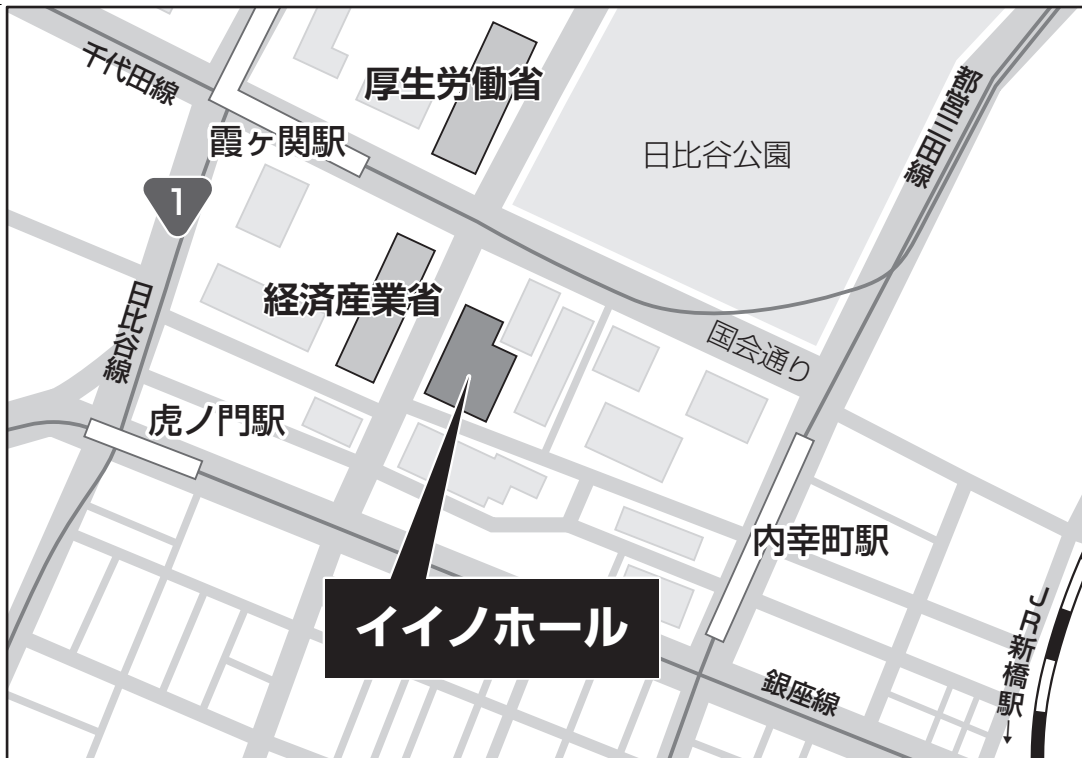 千代田線
厚生労働省
都営三田線
霞ヶ関駅
日比谷公園
1
経済産業省
日比谷線
国会通り
虎ノ門駅
内幸町駅
イイノホール
JR新橋駅→
銀座線